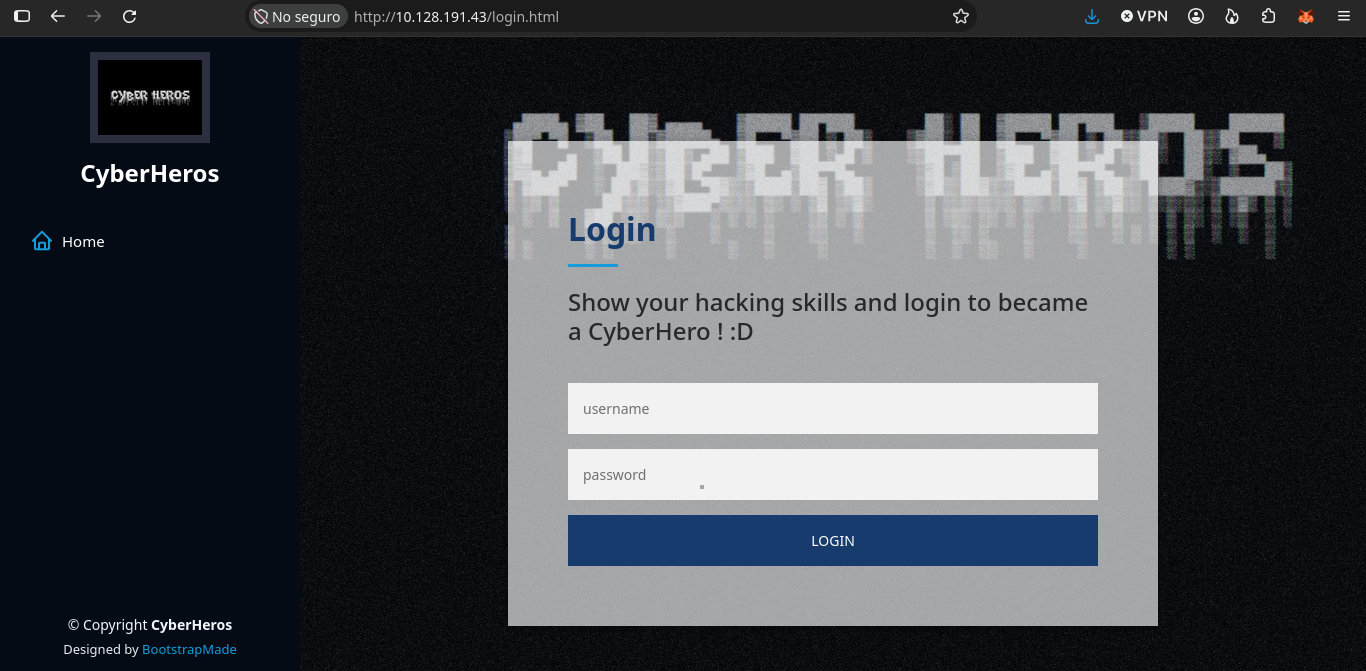 No seguro
http://10.128.191.43/login.html
VPN
CYBER HEROS
CyberHeros
Home
CYBER HEROS
Login
Show your hacking skills and login to became
a CyberHero ! :D
username
password
LOGIN
© Copyright CyberHeros
Designed by BootstrapMade